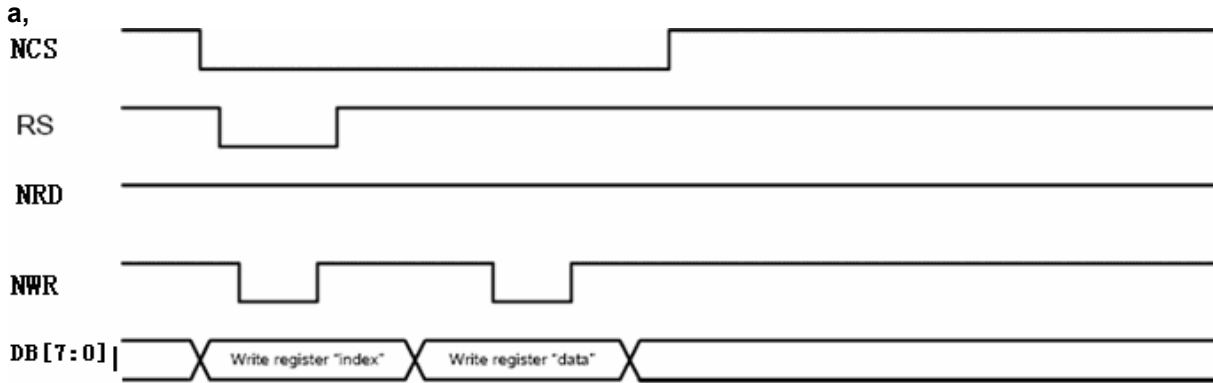 a,
NCS
RS
NRD
NWR
DB[7:0]
Write register "index" Write register "data"